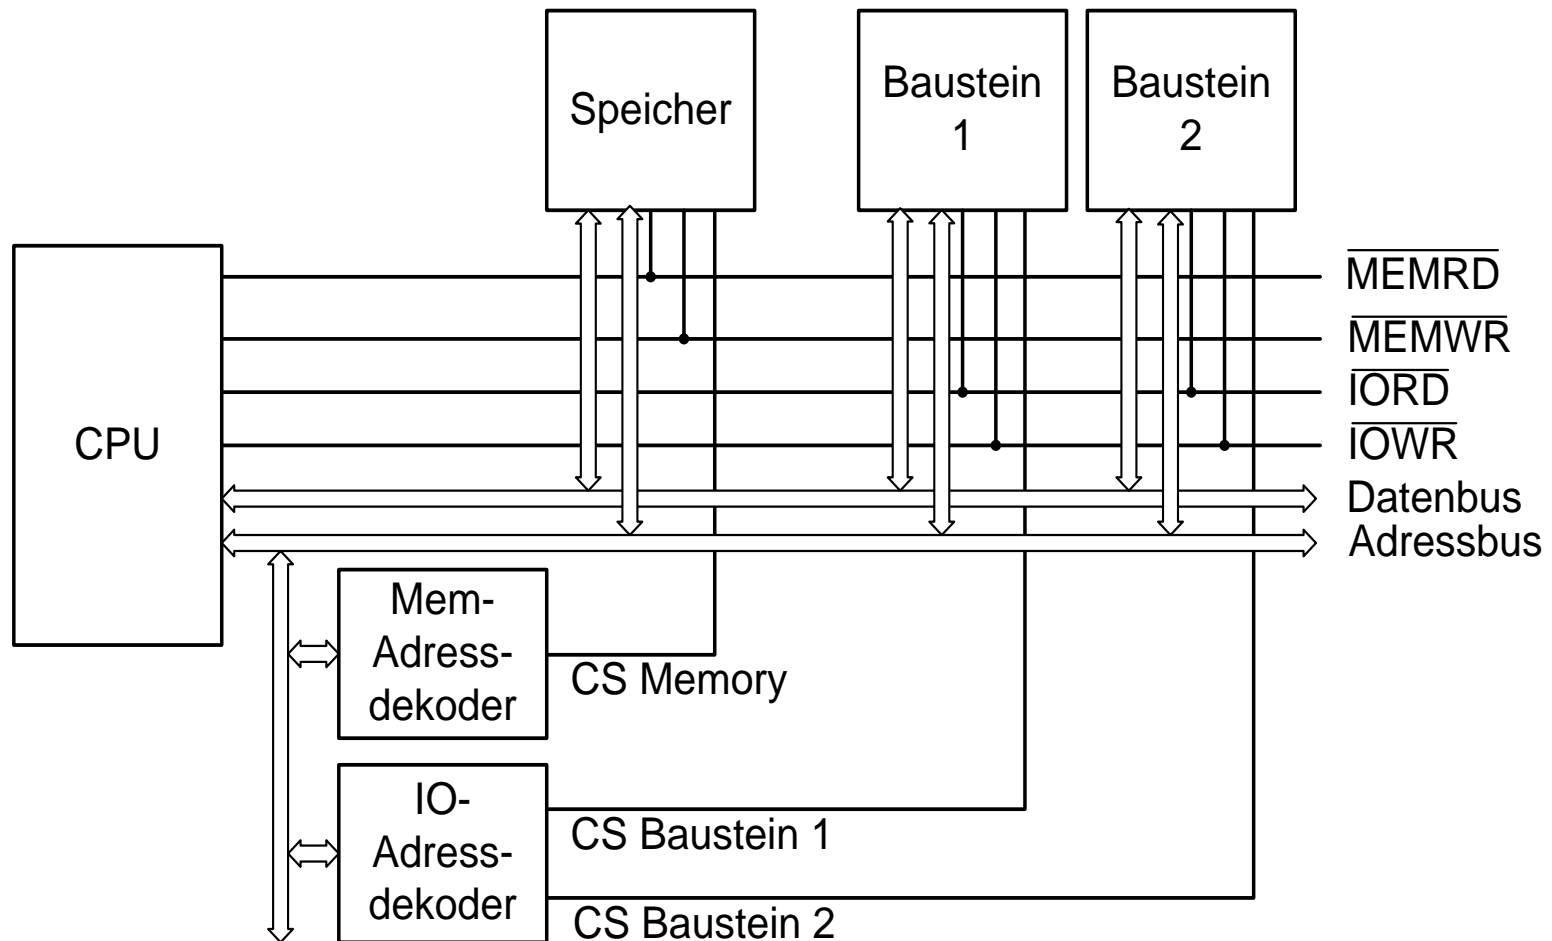 Speicher
Baustein
1
Baustein
2
CPU
MEMRD
MEMWR
IORD
IOWR
Datenbus
Adressbus
Mem-
Adress-
dekoder
CS Memory
IO-
Adress-
dekoder
CS Baustein 1
CS Baustein 2